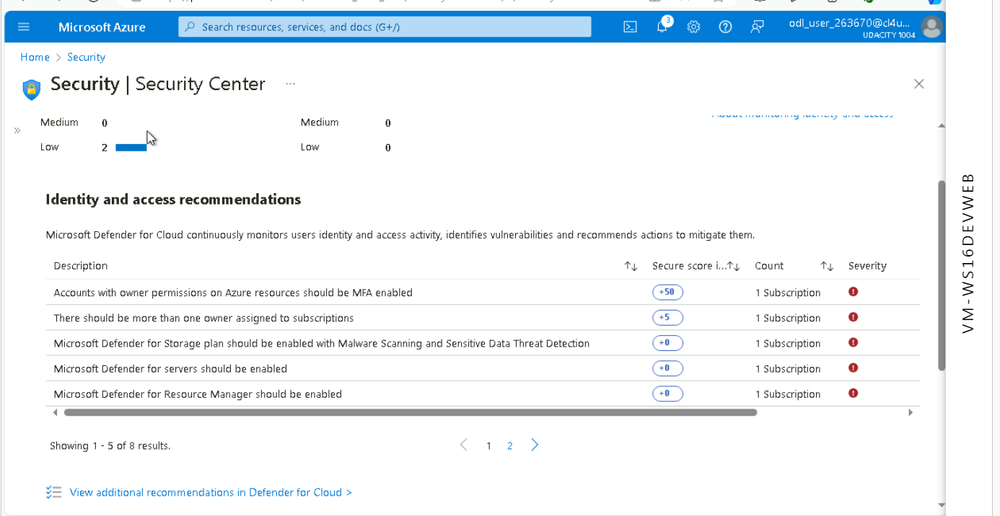 Microsoft Azure
Search resources, services, and docs (G+/)
3
odl_user_263670@cl4u...
UDACITY 1004
Home > Security
Security | Security Center ...
Medium 0 Medium 0
Low 2 Low 0
About monitoring identity and access
Identity and access recommendations
Microsoft Defender for Cloud continuously monitors users identity and access activity, identifies vulnerabilities and recommends actions to mitigate them.
Description Secure score i... Count Severity
Accounts with owner permissions on Azure resources should be MFA enabled +50 1 Subscription
There should be more than one owner assigned to subscriptions +5 1 Subscription
Microsoft Defender for Storage plan should be enabled with Malware Scanning and Sensitive Data Threat Detection +0 1 Subscription
Microsoft Defender for servers should be enabled +0 1 Subscription
Microsoft Defender for Resource Manager should be enabled +0 1 Subscription
Showing 1 - 5 of 8 results.
1 2
View additional recommendations in Defender for Cloud >
VM-WS16DEVWEB